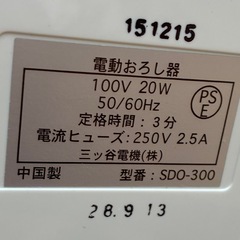 151215
電動おろし器
100V 20W
50/60Hz
PSE
定格時間：3分
電流ヒューズ：250V 2.5A
三ッ谷電機(株)
中国製 型番：SDO-300
28.9 13